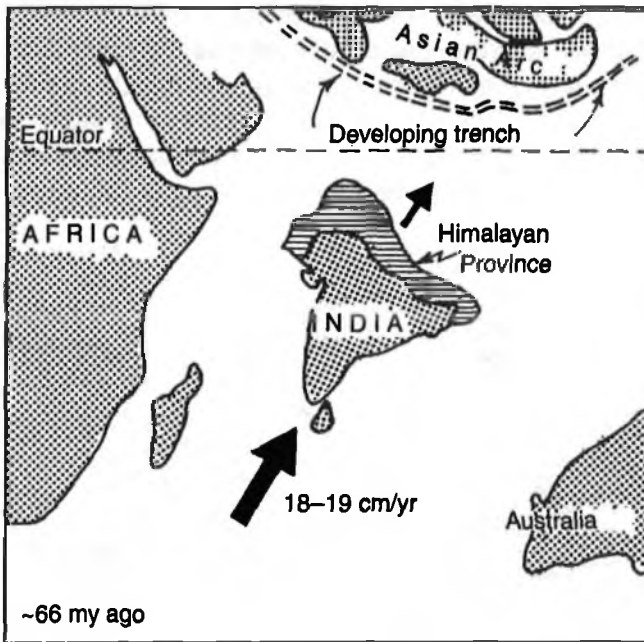 Asian Arc
Developing trench
Equator
AFRICA
Himalayan
Province
INDIA
18–19 cm/yr
Australia
~66 my ago